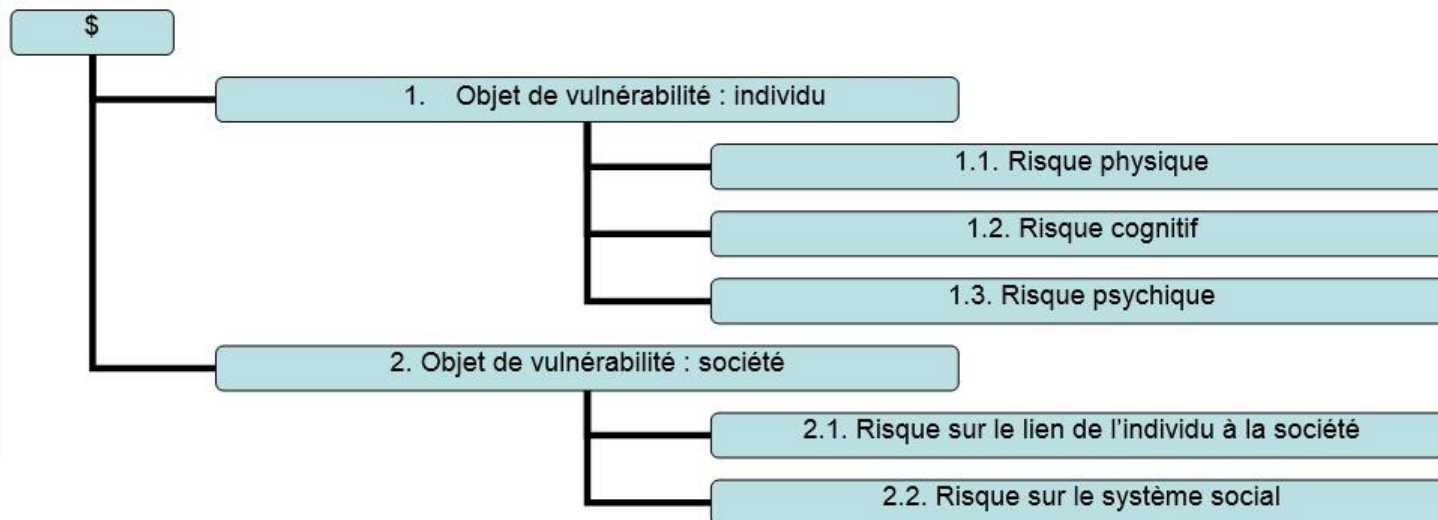 $
1. Objet de vulnérabilité : individu
1.1. Risque physique
1.2. Risque cognitif
1.3. Risque psychique
2. Objet de vulnérabilité : société
2.1. Risque sur le lien de l'individu à la société
2.2. Risque sur le système social